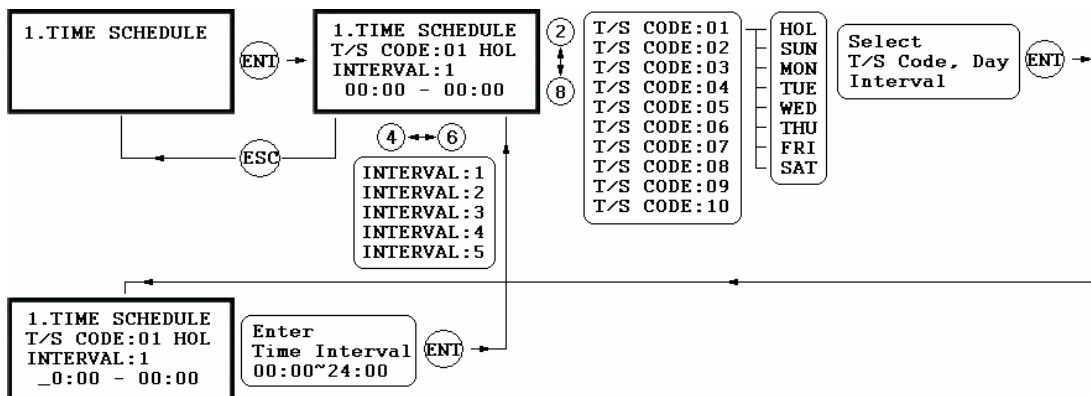 1.TIME SCHEDULE
ENT
1.TIME SCHEDULE
T/S CODE:01 HOL
INTERVAL:1
00:00 - 00:00
2
8
T/S CODE:01
T/S CODE:02
T/S CODE:03
T/S CODE:04
T/S CODE:05
T/S CODE:06
T/S CODE:07
T/S CODE:08
T/S CODE:09
T/S CODE:10
HOL
SUN
MON
TUE
WED
THU
FRI
SAT
Select
T/S Code, Day
Interval
ENT
ESC
4
6
INTERVAL:1
INTERVAL:2
INTERVAL:3
INTERVAL:4
INTERVAL:5
1.TIME SCHEDULE
T/S CODE:01 HOL
INTERVAL:1
_0:00 - 00:00
Enter
Time Interval
00:00~24:00
ENT